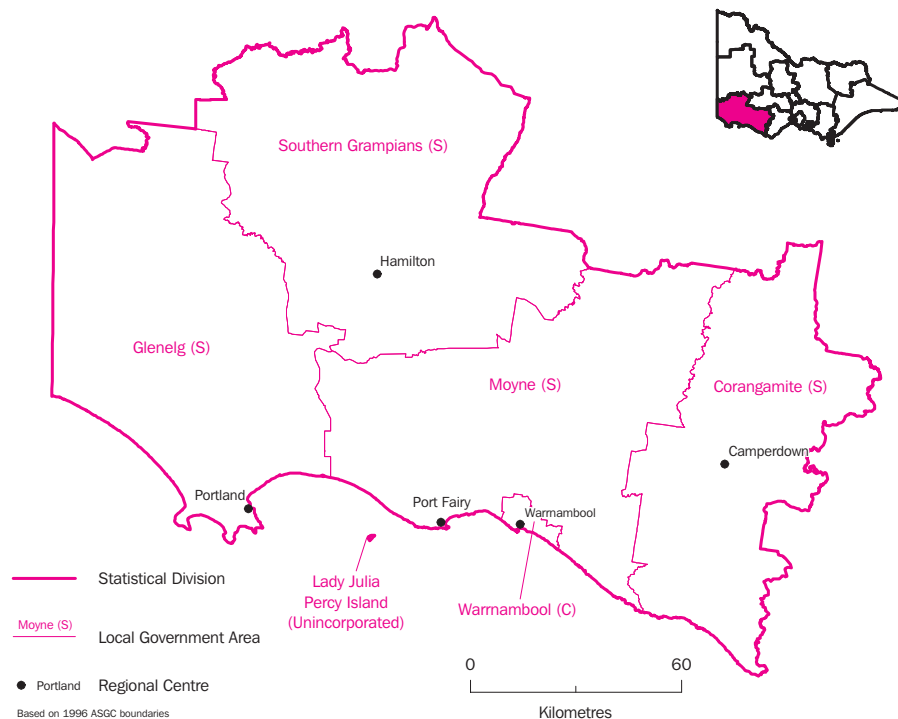 Southern Grampians (S)
Hamilton
Glenelg (S)
Moyne (S)
Corangamite (S)
Camperdown
Portland
Port Fairy
Warrnambool
Lady Julia
Percy Island
(Unincorporated)
Warrnambool (C)
Statistical Division
Moyne (S)
Local Government Area
Portland
Regional Centre
Based on 1996 ASGC boundaries
0
60
Kilometres